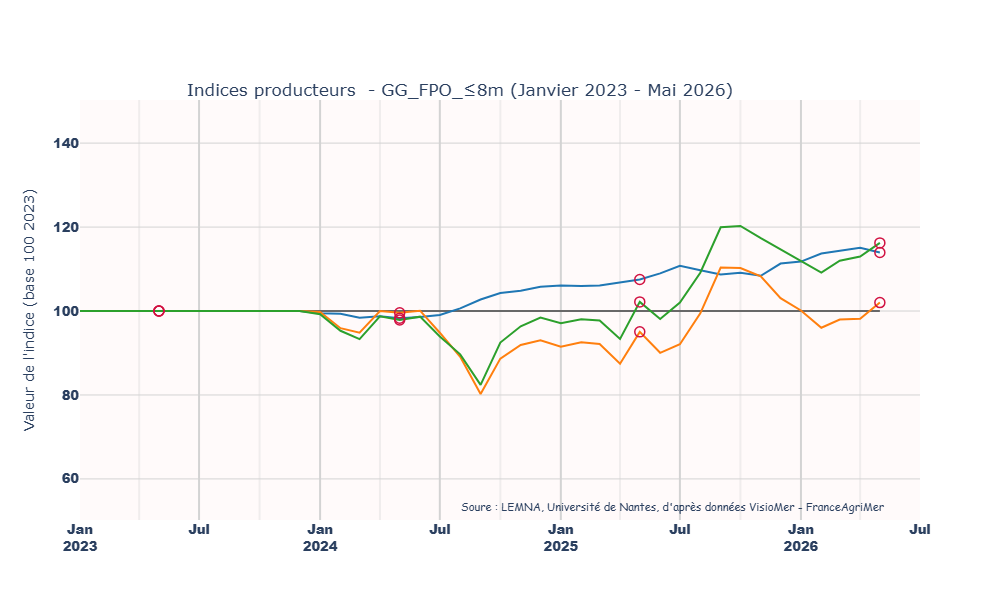 Indices producteurs - GG_FPO_≤8m (Janvier 2023 - Mai 2026)
Valeur de l'indice (base 100 2023)
140
120
100
80
60
Soure : LEMNA, Université de Nantes, d'après données VisioMer - FranceAgriMer
Jan Jul Jan Jul Jan Jul Jan Jul
2023 2024 2025 2026